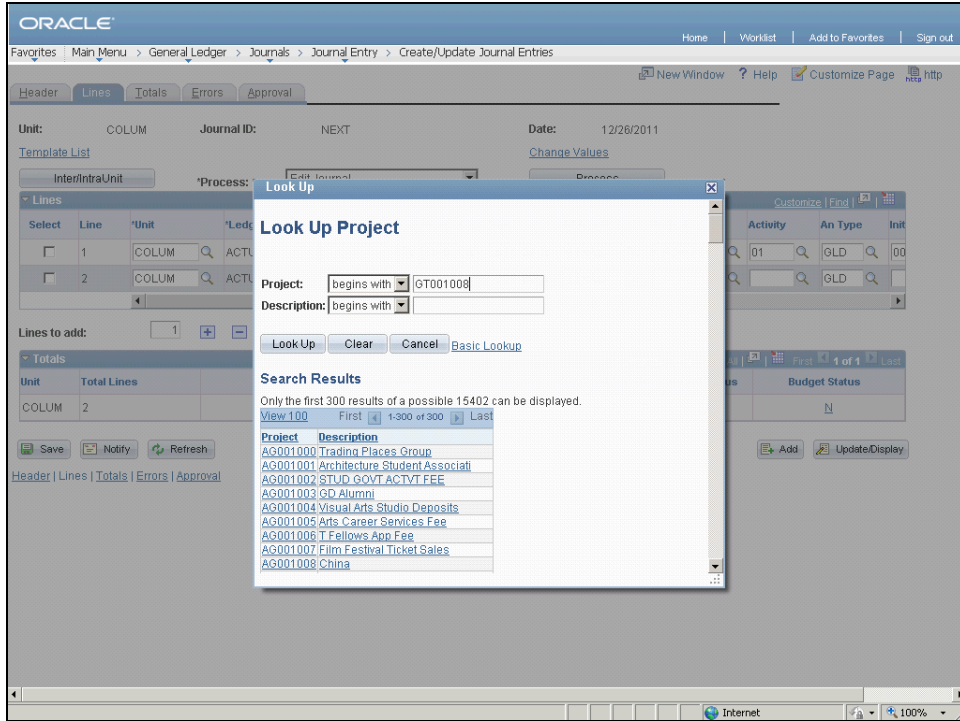 ORACLE
Home | Worklist | Add to Favorites | Sign out
Favorites Main Menu > General Ledger > Journals > Journal Entry > Create/Update Journal Entries
New Window ? Help Customize Page http
Header Lines Totals Errors Approval
Unit: COLUM Journal ID: NEXT Date: 12/26/2011
Template List Change Values
Inter/IntraUnit *Process: Edit Journal Process
Lines Customize | Find |
Select Line *Unit *Ledg Activity An Type Init
1 COLUM ACTU 01 GLD 00
2 COLUM ACTU GLD
Lines to add: 1
Totals First 1 of 1 Last
Unit Total Lines Budget Status
COLUM 2 N
Save Notify Refresh Add Update/Display
Header | Lines | Totals | Errors | Approval
Look Up
Look Up Project
Project: begins with GT001008
Description: begins with
Look Up Clear Cancel Basic Lookup
Search Results
Only the first 300 results of a possible 15402 can be displayed.
View 100 First 1-300 of 300 Last
Project Description
AG001000 Trading Places Group
AG001001 Architecture Student Associati
AG001002 STUD GOVT ACTVT FEE
AG001003 GD Alumni
AG001004 Visual Arts Studio Deposits
AG001005 Arts Career Services Fee
AG001006 T Fellows App Fee
AG001007 Film Festival Ticket Sales
AG001008 China
Internet 100%